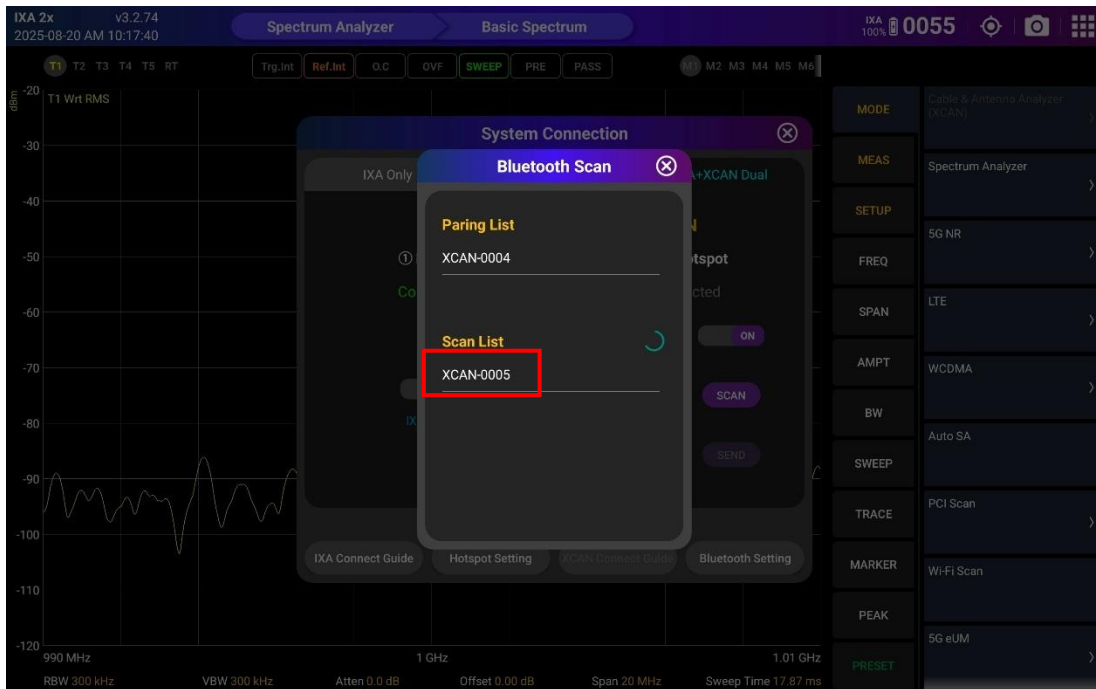 IXA 2x v3.2.74
2025-08-20 AM 10:17:40
Spectrum Analyzer
Basic Spectrum
IXA
100%
0055
T1 T2 T3 T4 T5 RT
Trg.Int Ref.Int O.C OVF SWEEP PRE PASS
M1 M2 M3 M4 M5 M6
dBm
T1 Wrt RMS
-20
-30
-40
-50
-60
-70
-80
-90
-100
-110
-120
System Connection
IXA Only
A+XCAN Dual
Bluetooth Scan
Paring List
XCAN-0004
Scan List
XCAN-0005
①
Co
IX
N
tspot
cted
ON
SCAN
SEND
IXA Connect Guide
Hotspot Setting
XCAN Connect Guide
Bluetooth Setting
990 MHz
1 GHz
1.01 GHz
RBW 300 kHz
VBW 300 kHz
Atten 0.0 dB
Offset 0.00 dB
Span 20 MHz
Sweep Time 17.87 ms
MODE
MEAS
SETUP
FREQ
SPAN
AMPT
BW
SWEEP
TRACE
MARKER
PEAK
PRESET
Cable & Antenna Analyzer
(XCAN)
Spectrum Analyzer
5G NR
LTE
WCDMA
Auto SA
PCI Scan
Wi-Fi Scan
5G eUM